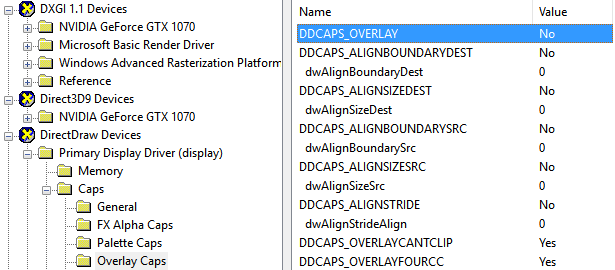 DXGI 1.1 Devices
NVIDIA GeForce GTX 1070
Microsoft Basic Render Driver
Windows Advanced Rasterization Platform
Reference
Direct3D9 Devices
NVIDIA GeForce GTX 1070
DirectDraw Devices
Primary Display Driver (display)
Memory
Caps
General
FX Alpha Caps
Palette Caps
Overlay Caps
Name Value
DDCAPS_OVERLAY No
DDCAPS_ALIGNBOUNDARYDEST No
dwAlignBoundaryDest 0
DDCAPS_ALIGNSIZEDEST No
dwAlignSizeDest 0
DDCAPS_ALIGNBOUNDARYSRC No
dwAlignBoundarySrc 0
DDCAPS_ALIGNSIZESRC No
dwAlignSizeSrc 0
DDCAPS_ALIGNSTRIDE No
dwAlignStrideAlign 0
DDCAPS_OVERLAYCANTCLIP Yes
DDCAPS_OVERLAYFOURCC Yes